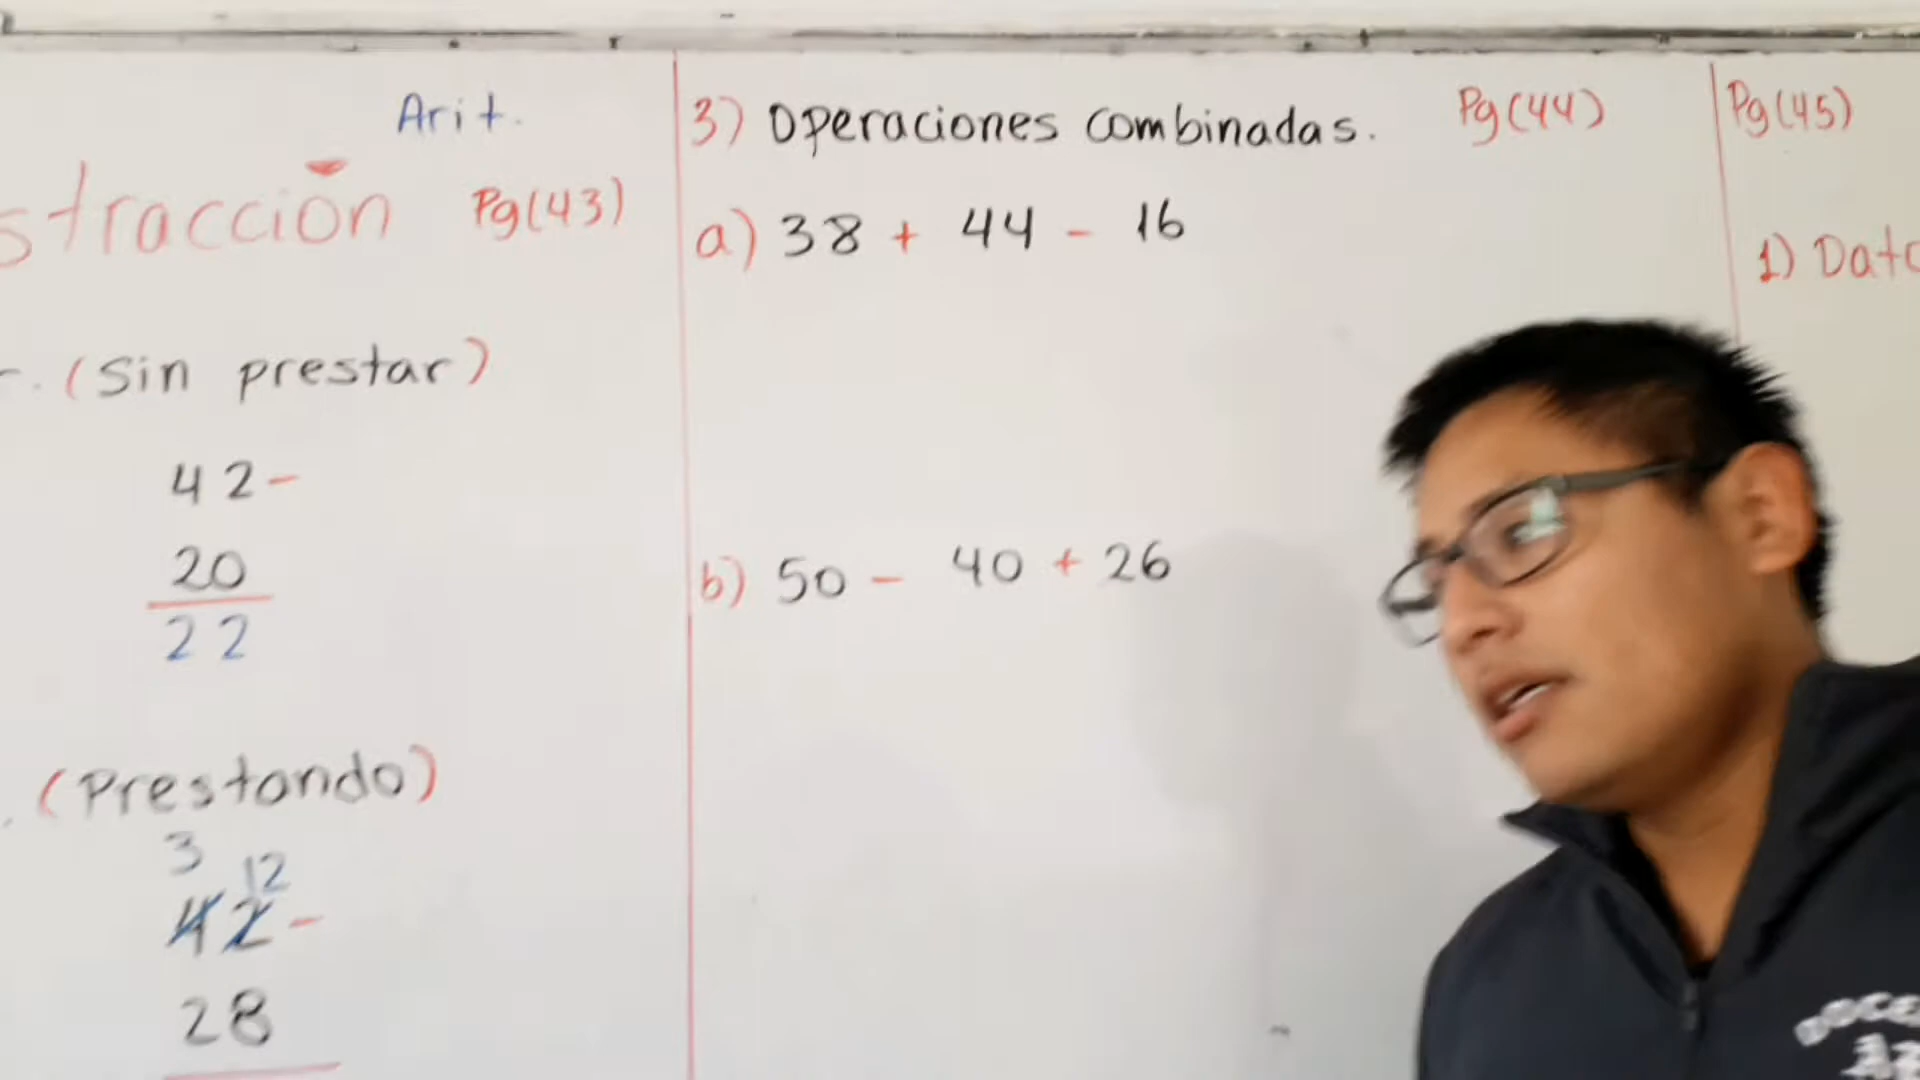 Arit.
stracción Pg(43)
(Sin prestar)
42-
20
22
(Prestando)
3
12
42-
28
3) Operaciones combinadas. Pg(44)
a) 38 + 44 - 16
b) 50 - 40 + 26
Pg(45)
1) Dato